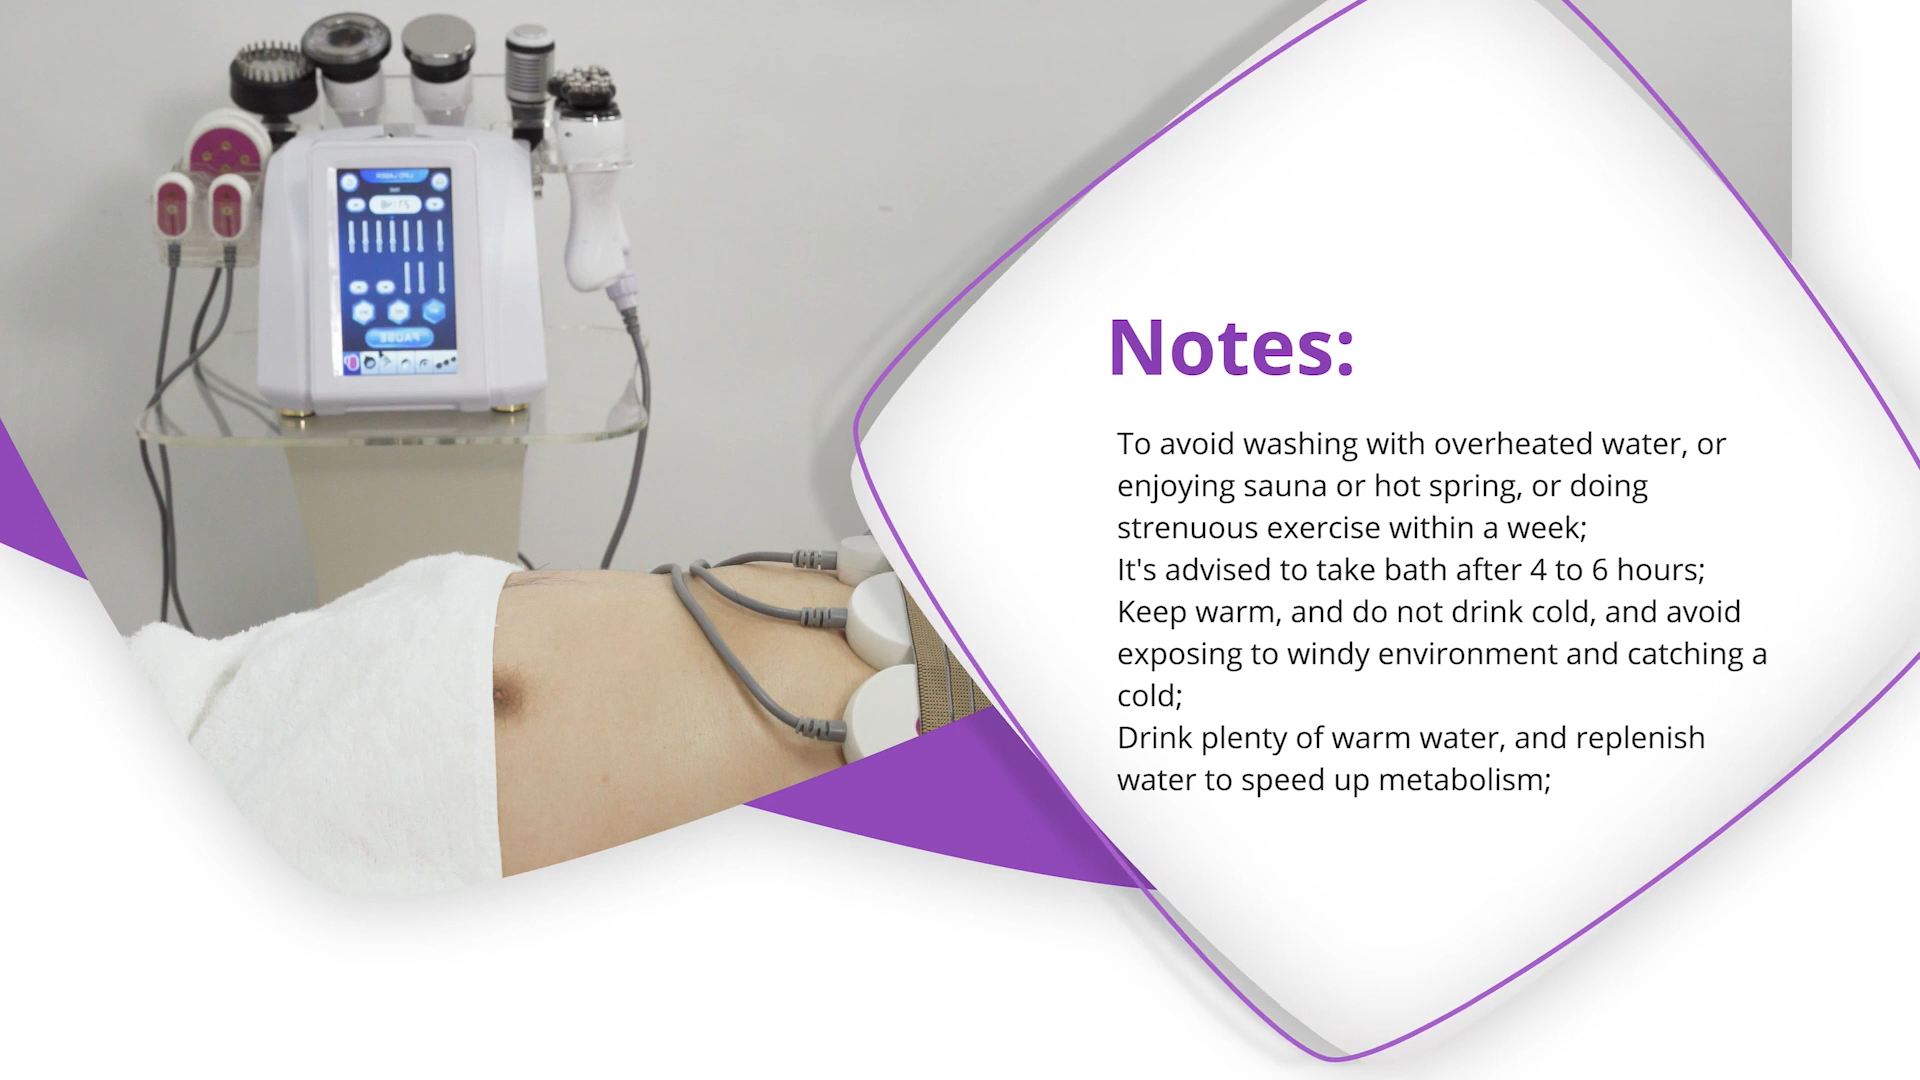 Notes:
To avoid washing with overheated water, or
enjoying sauna or hot spring, or doing
strenuous exercise within a week;
It's advised to take bath after 4 to 6 hours;
Keep warm, and do not drink cold, and avoid
exposing to windy environment and catching a
cold;
Drink plenty of warm water, and replenish
water to speed up metabolism;
PAUSE